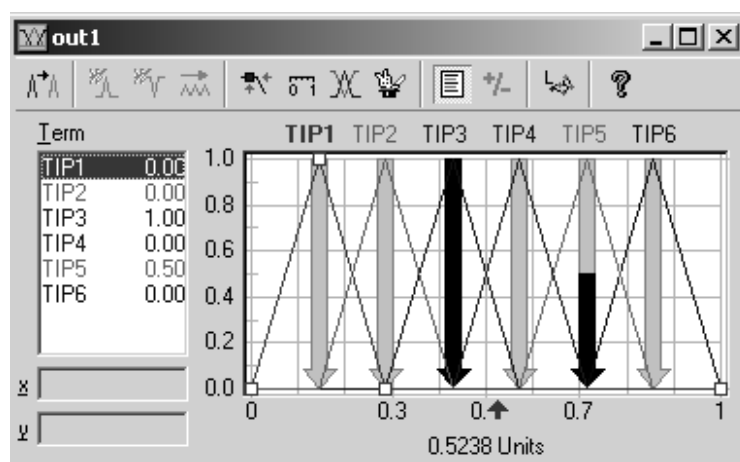 out1
Term
TIP1 0.00
TIP2 0.00
TIP3 1.00
TIP4 0.00
TIP5 0.50
TIP6 0.00
x
y
TIP1 TIP2 TIP3 TIP4 TIP5 TIP6
1.0
0.8
0.6
0.4
0.2
0.0
0 0.3 0.4 0.7 1
0.5238 Units